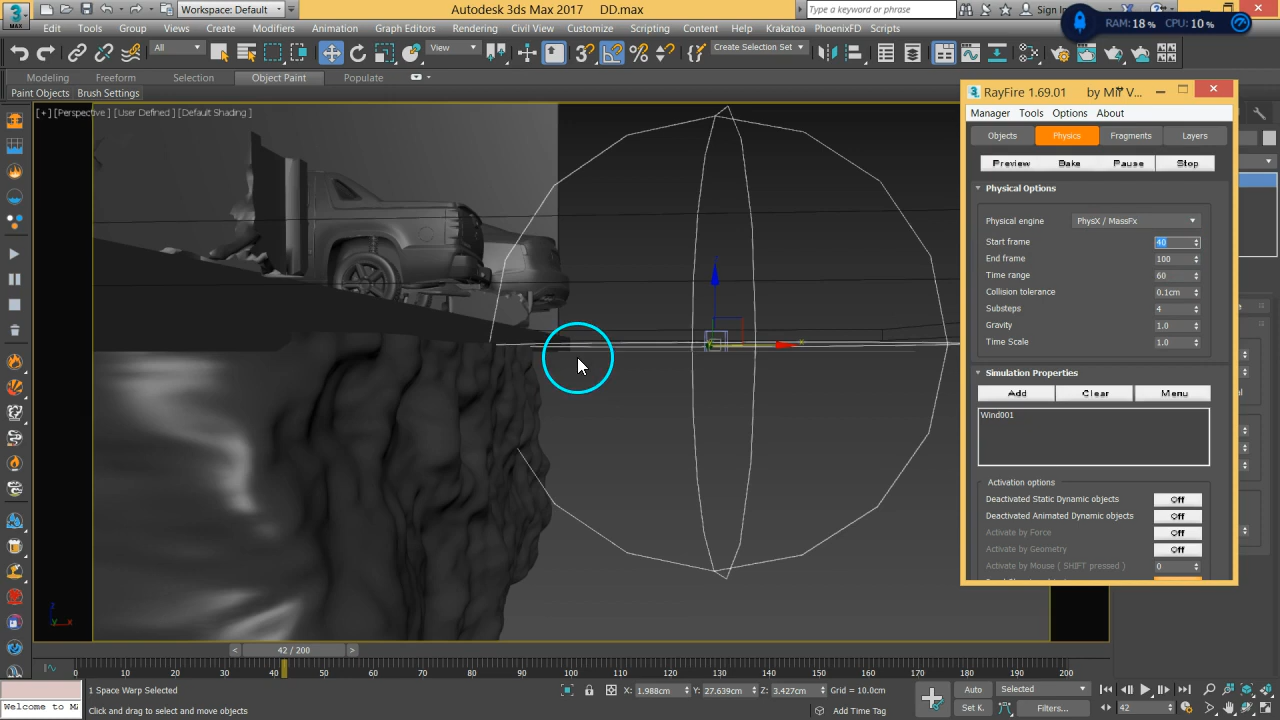 Autodesk 3ds Max 2017 DD.max
Workspace: Default
Type a keyword or phrase
Sign In
RAM: 18 % CPU: 10 %
3
MAX
Edit Tools Group Views Create Modifiers Animation Graph Editors Rendering Civil View Customize Scripting Content Help Krakatoa PhoenixFD Scripts
All
View
Create Selection Set
Modeling Freeform Selection Object Paint Populate
Paint Objects Brush Settings
[ + ] [Perspective ] [User Defined ] [Default Shading ]
RayFire 1.69.01
Manager Tools Options About
Objects Physics Fragments Layers
Preview Bake Pause Stop
Physical Options
Physical engine PhysX / MassFx
Start frame 40
End frame 100
Time range 60
Collision tolerance 0.1cm
Substeps 4
Gravity 1.0
Time Scale 1.0
Simulation Properties
Add Clear Menu
Wind001
Activation options
Deactivated Static Dynamic objects Off
Deactivated Animated Dynamic objects Off
Activate by Force Off
Activate by Geometry Off
Activate by Mouse ( SHIFT pressed ) 0
z
x
< 42 / 200 >
0 10 20 30 40 50 60 70 80 90 100 110 120 130 140 150 160 170 180 190 200
1 Space Warp Selected
X: 1.988cm Y: 27.639cm Z: 3.427cm Grid = 10.0cm
Auto Selected
Welcome to M
Click and drag to select and move objects
Add Time Tag
Set K. Filters... 42